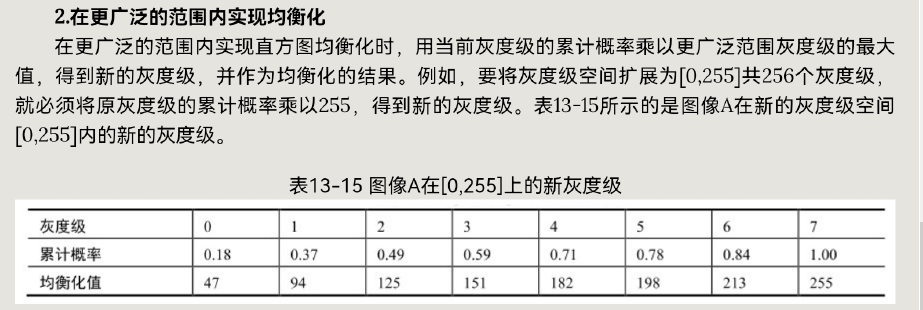 2.在更广泛的范围内实现均衡化
在更广泛的范围内实现直方图均衡化时，用当前灰度级的累计概率乘以更广泛范围灰度级的最大
值，得到新的灰度级，并作为均衡化的结果。例如，要将灰度级空间扩展为[0,255]共256个灰度级，
就必须将原灰度级的累计概率乘以255，得到新的灰度级。表13-15所示的是图像A在新的灰度级空间
[0,255]内的新的灰度级。
表13-15 图像A在[0,255]上的新灰度级
灰度级 0 1 2 3 4 5 6 7
累计概率 0.18 0.37 0.49 0.59 0.71 0.78 0.84 1.00
均衡化值 47 94 125 151 182 198 213 255